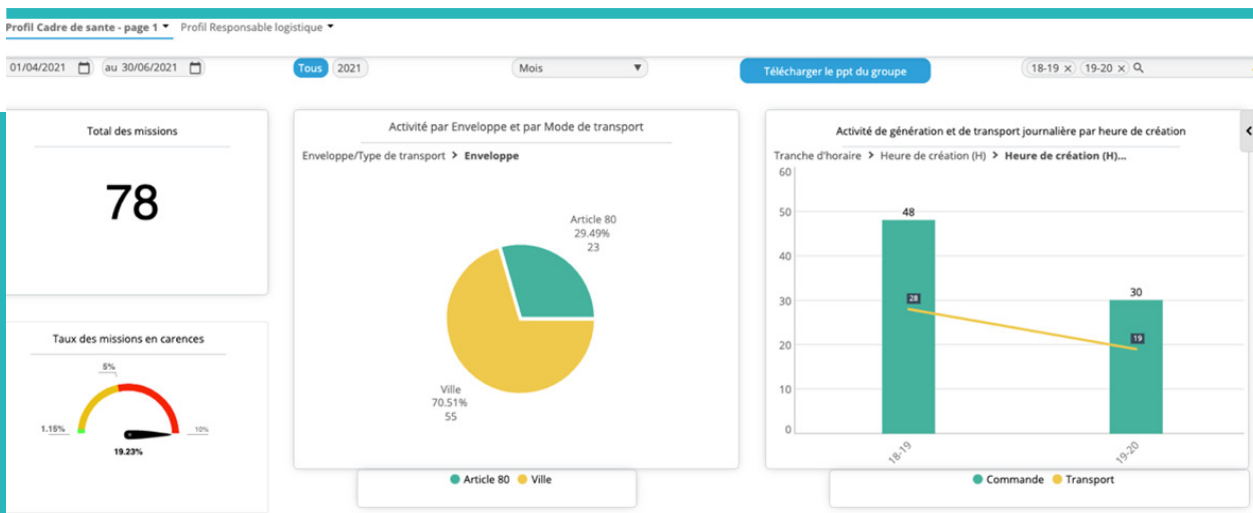 Profil Cadre de sante - page 1 Profil Responsable logistique
01/04/2021 au 30/06/2021 Tous 2021 Mois Télécharger le ppt du groupe 18-19 × 19-20 ×
Total des missions
78
Taux des missions en carences
5%
1.15%
10%
19.23%
Activité par Enveloppe et par Mode de transport
Enveloppe/Type de transport > Enveloppe
Article 80
29.49%
23
Ville
70.51%
55
Article 80 Ville
Activité de génération et de transport journalière par heure de création
Tranche d'horaire > Heure de création (H) > Heure de création (H)...
60
50
40
30
20
10
0
48
28
30
19
18-19
19-20
Commande Transport